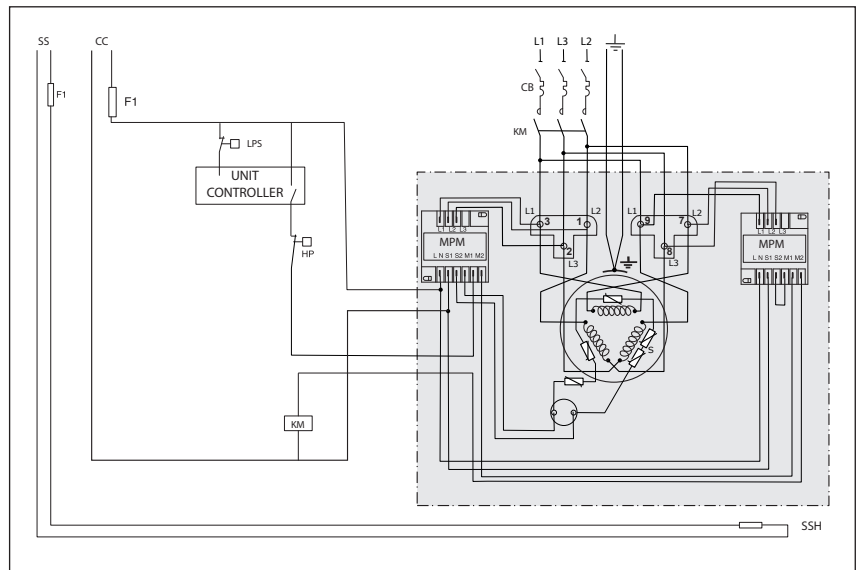 SS CC L1 L3 L2
F1 F1 CB
KM
LPS
UNIT
CONTROLLER
L1 3 1 L2 L1 9 7 L2
L1 L2 L3 L1 L2 L3
MPM MPM
2 8
HP L3 L3
L N S1 S2 M1 M2 L N S1 S2 M1 M2
S
KM
SSH